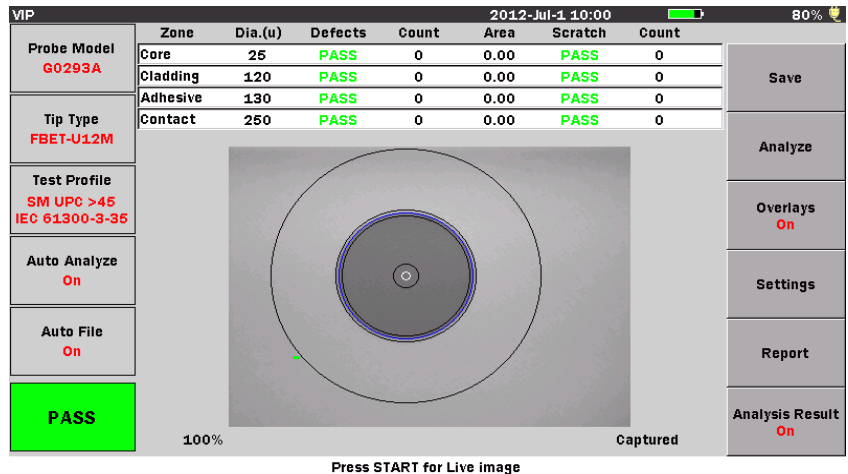 VIP 2012-Jul-1 10:00 80%
Probe Model
G0293A
Tip Type
FBET-U12M
Test Profile
SM UPC >45
IEC 61300-3-35
Auto Analyze
On
Auto File
On
PASS
Zone Dia.(u) Defects Count Area Scratch Count
Core 25 PASS 0 0.00 PASS 0
Cladding 120 PASS 0 0.00 PASS 0
Adhesive 130 PASS 0 0.00 PASS 0
Contact 250 PASS 0 0.00 PASS 0
100% Captured
Save
Analyze
Overlays
On
Settings
Report
Analysis Result
On
Press START for Live image